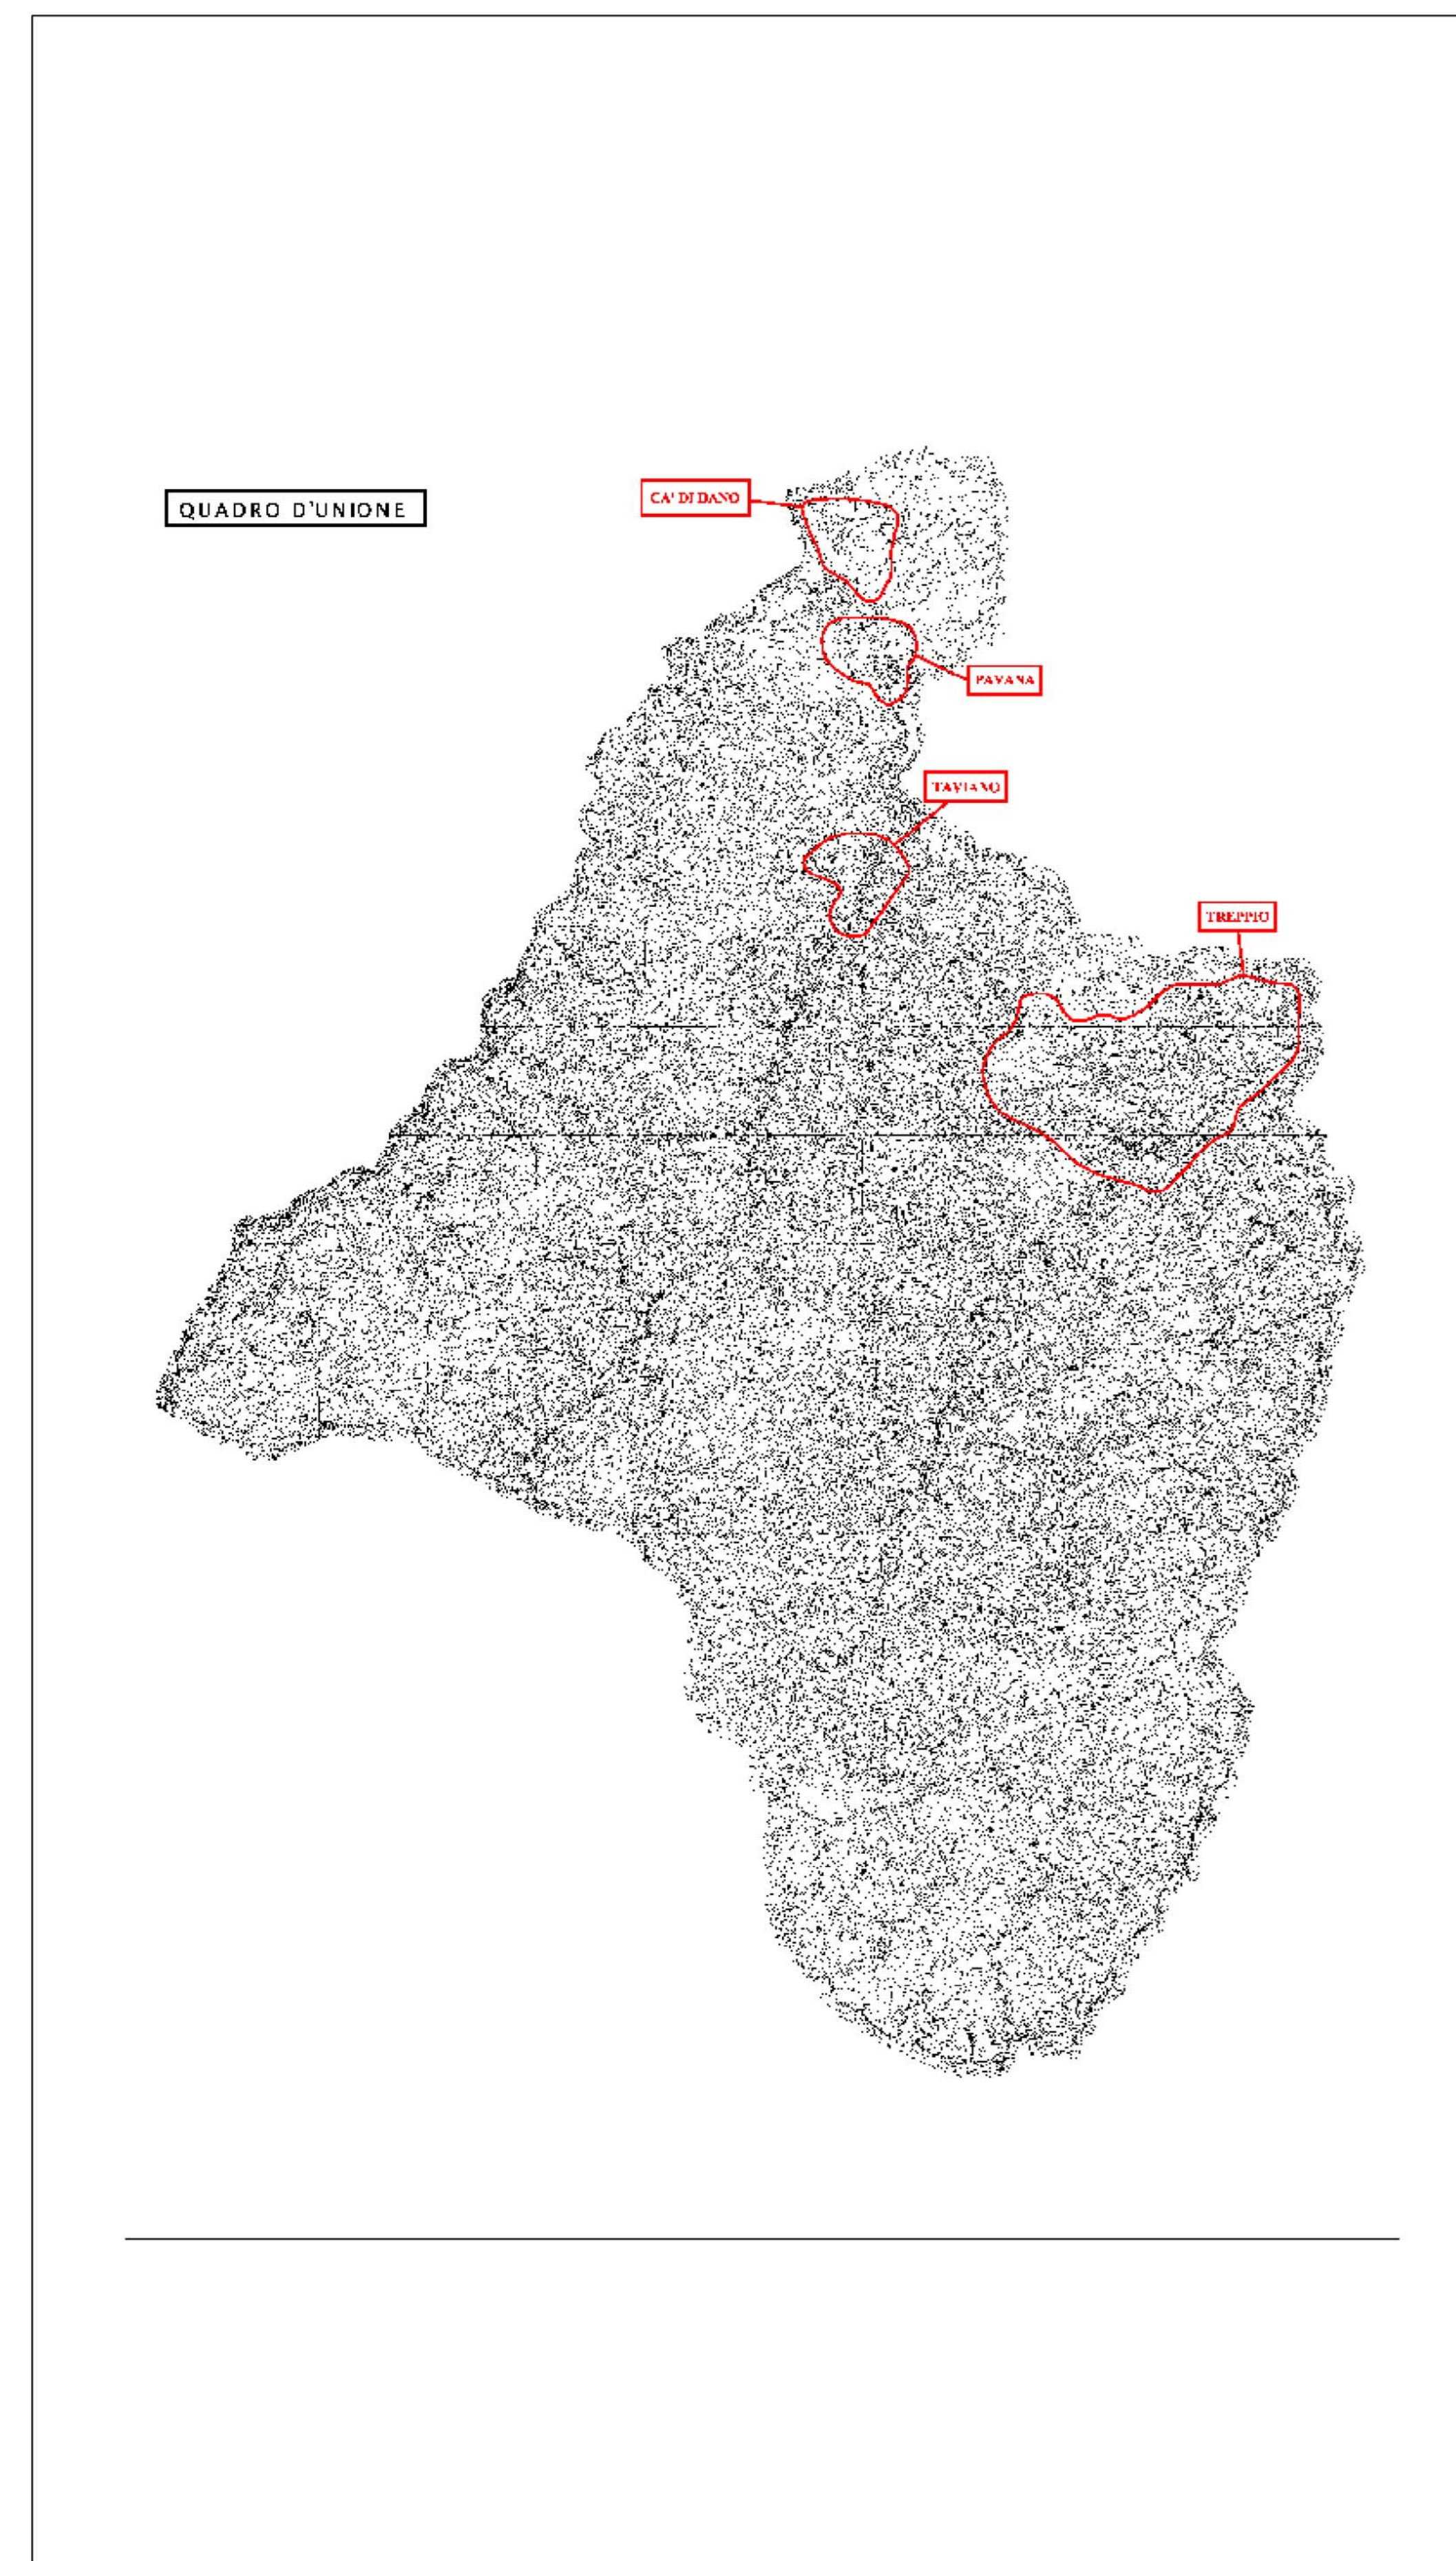 QUADRO D'UNIONE
CA' DI DANO
PAVANA
TAVIANO
TREPPIO